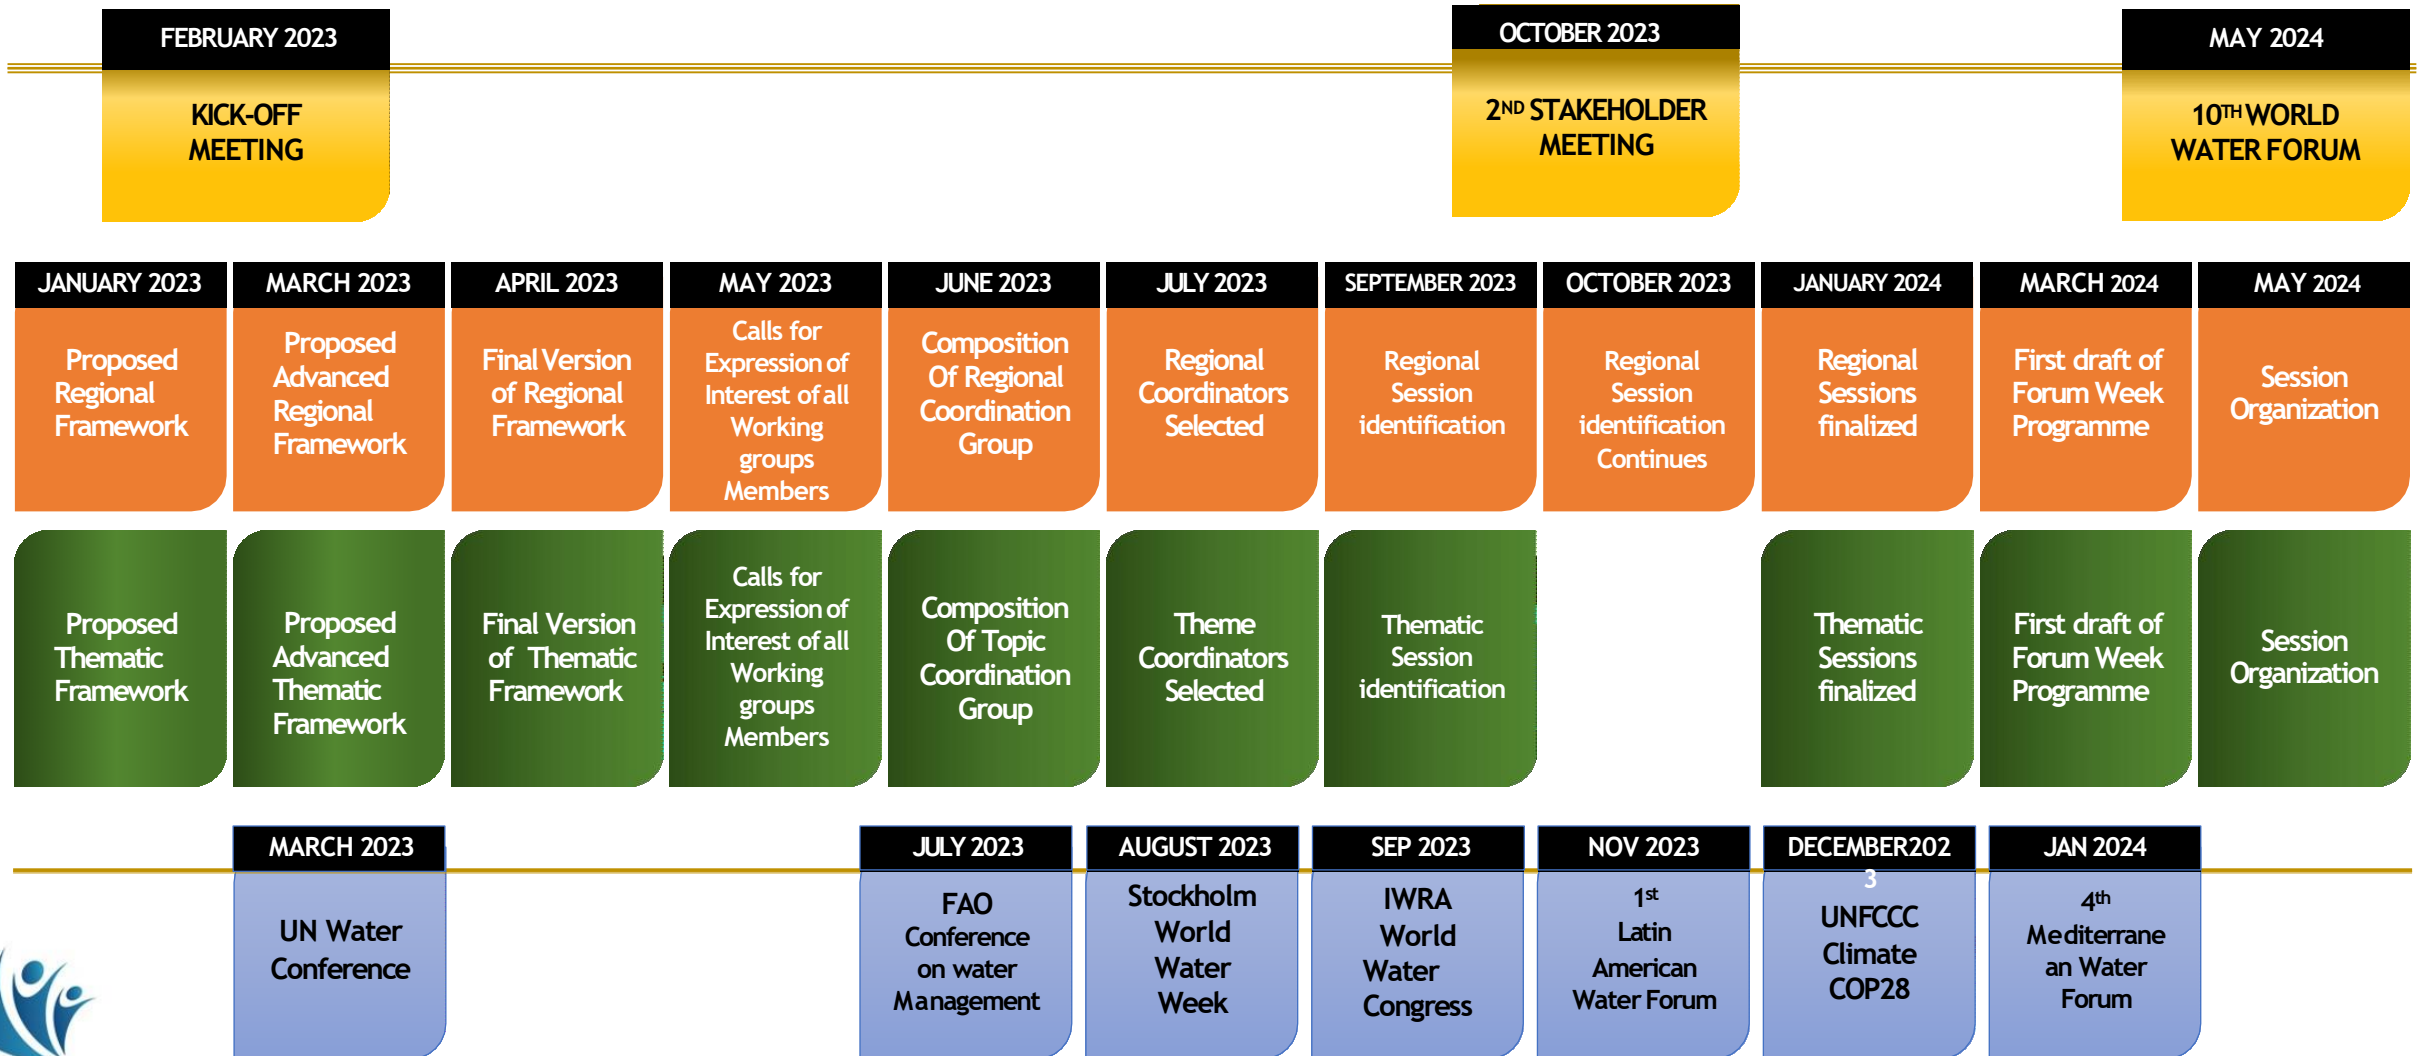 FEBRUARY 2023
KICK-OFF
MEETING
OCTOBER 2023
2ND STAKEHOLDER
MEETING
MAY 2024
10TH WORLD
WATER FORUM
JANUARY 2023
Proposed
Regional
Framework
MARCH 2023
Proposed
Advanced
Regional
Framework
APRIL 2023
Final Version
of Regional
Framework
MAY 2023
Calls for
Expression of
Interest of all
Working
groups
Members
JUNE 2023
Composition
Of Regional
Coordination
Group
JULY 2023
Regional
Coordinators
Selected
SEPTEMBER 2023
Regional
Session
identification
OCTOBER 2023
Regional
Session
identification
Continues
JANUARY 2024
Regional
Sessions
finalized
MARCH 2024
First draft of
Forum Week
Programme
MAY 2024
Session
Organization
Proposed
Thematic
Framework
Proposed
Advanced
Thematic
Framework
Final Version
of Thematic
Framework
Calls for
Expression of
Interest of all
Working
groups
Members
Composition
Of Topic
Coordination
Group
Theme
Coordinators
Selected
Thematic
Session
identification
Thematic
Sessions
finalized
First draft of
Forum Week
Programme
Session
Organization
MARCH 2023
UN Water
Conference
JULY 2023
FAO
Conference
on water
Management
AUGUST 2023
Stockholm
World
Water
Week
SEP 2023
IWRA
World
Water
Congress
NOV 2023
1st
Latin
American
Water Forum
DECEMBER202
3
UNFCCC
Climate
COP28
JAN 2024
4th
Mediterrane
an Water
Forum